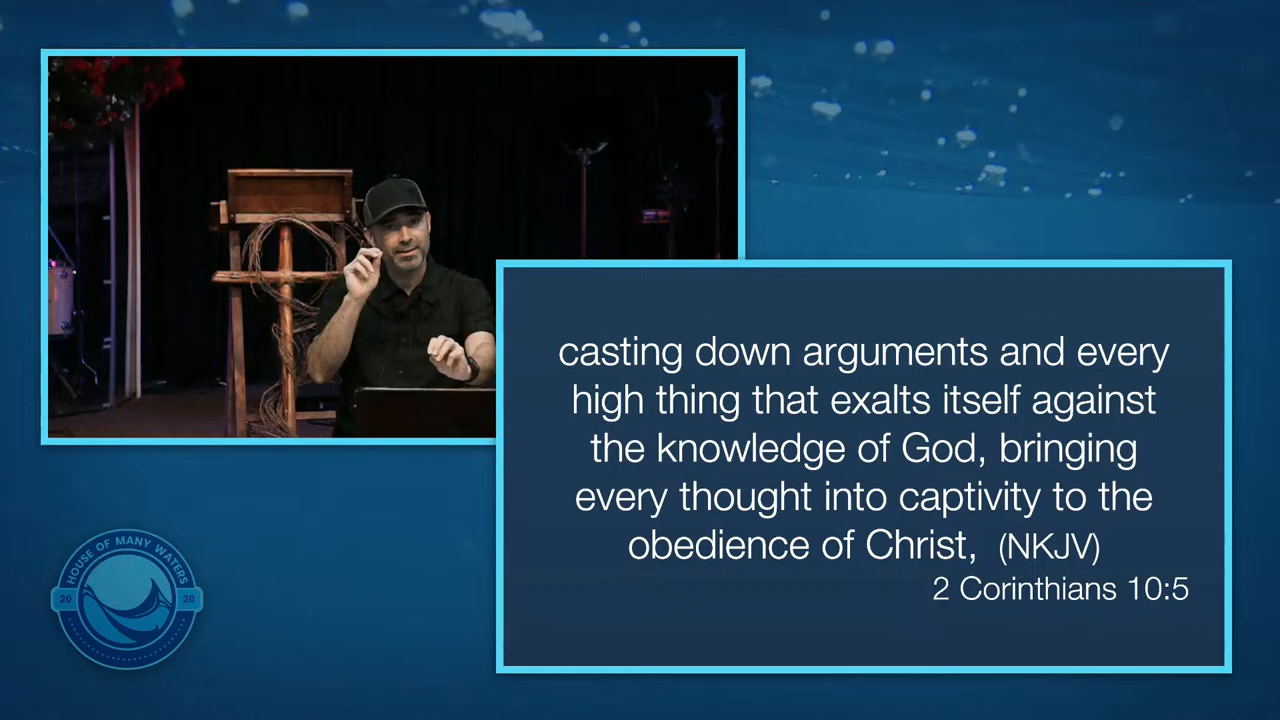 casting down arguments and every
high thing that exalts itself against
the knowledge of God, bringing
every thought into captivity to the
obedience of Christ, (NKJV)
2 Corinthians 10:5
HOUSE OF MANY WATERS
20 20